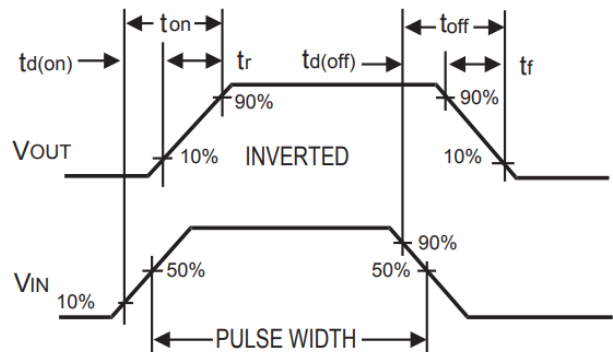 ton
toff
td(on)
tr
td(off)
tf
90%
90%
VOUT
10%
INVERTED
10%
90%
VIN
10%
50%
50%
PULSE WIDTH